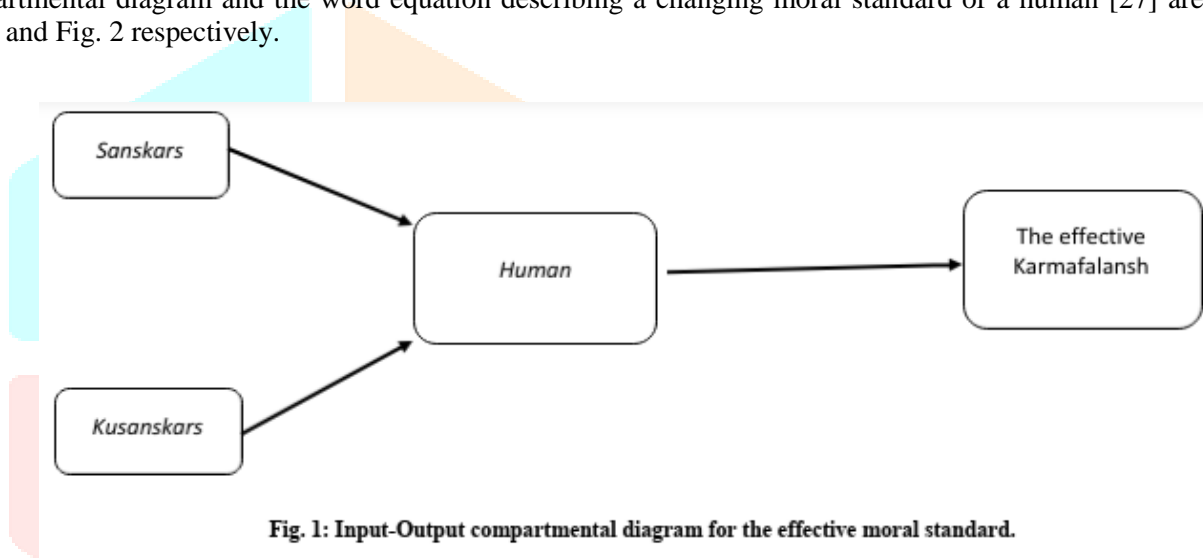 artmental diagram and the word equation describing a changing moral standard of a human [27] are
and Fig. 2 respectively.
Sanskars
Human
The effective
Karmafalansh
Kusanskars
Fig. 1: Input-Output compartmental diagram for the effective moral standard.